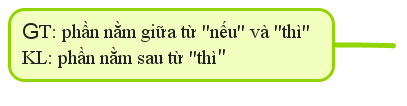 GT: phần nằm giữa từ "nếu" và "thì"
KL: phần nằm sau từ "thì"